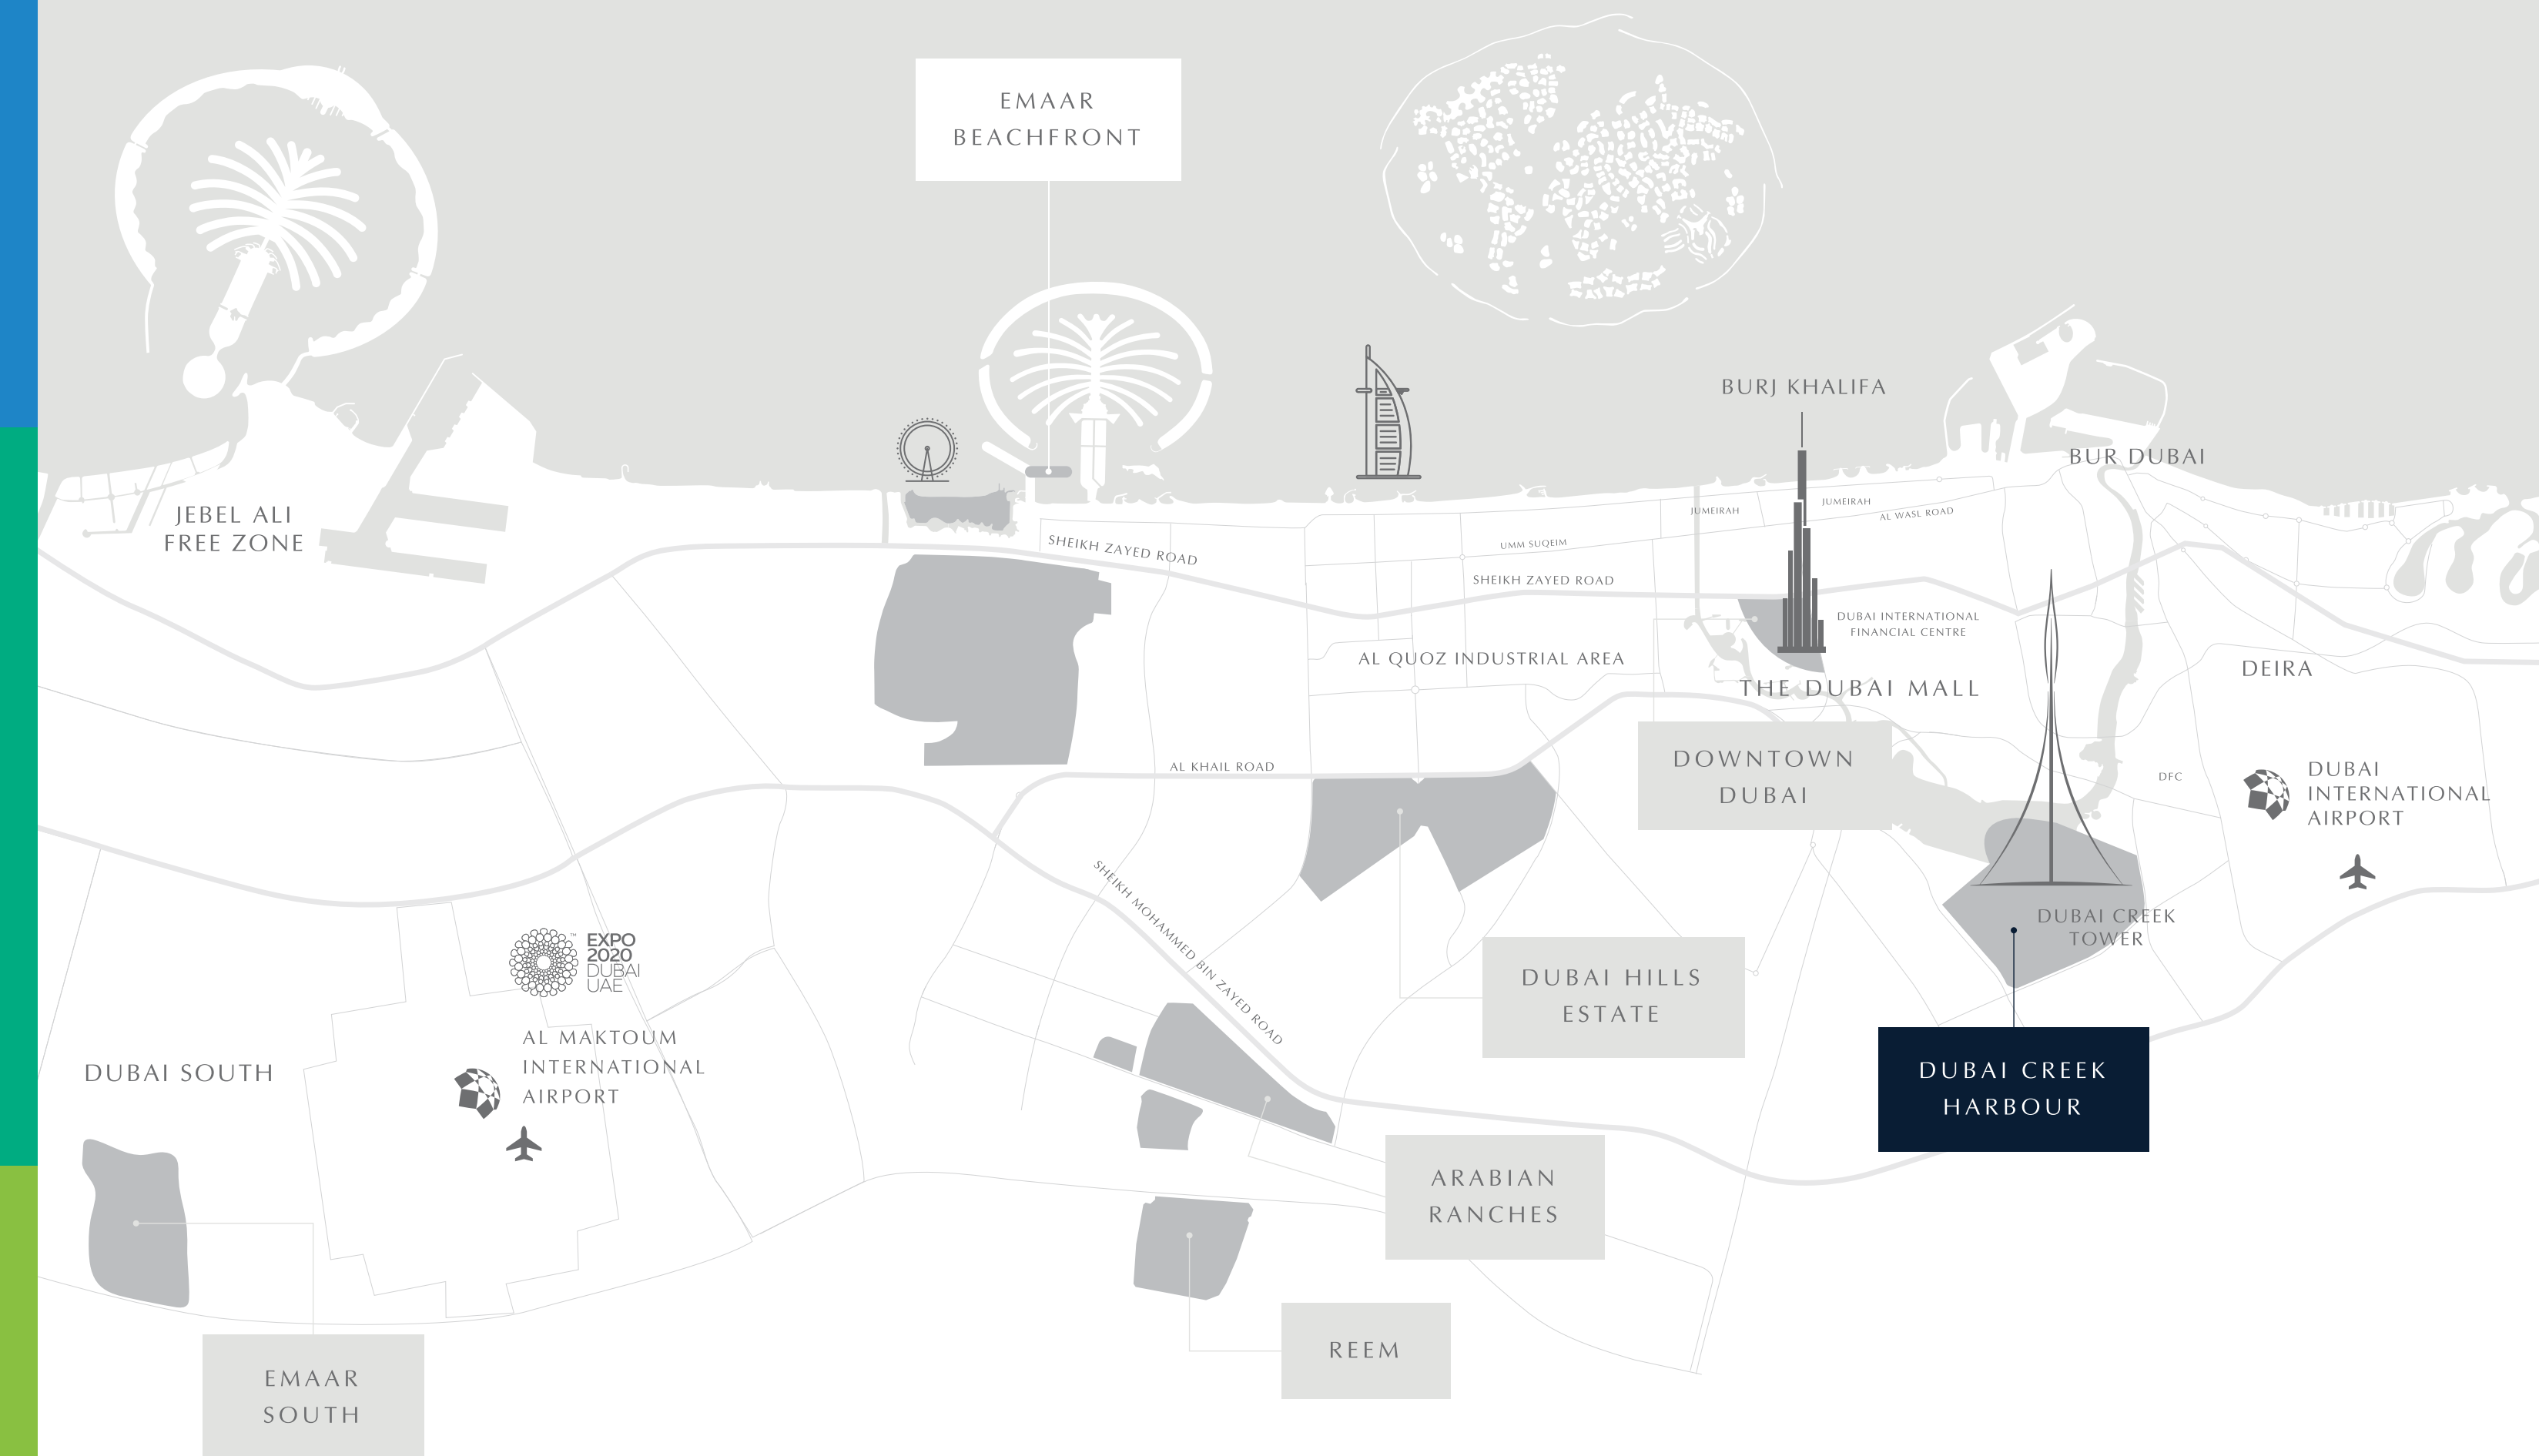 EMAAR
BEACHFRONT
BURJ KHALIFA
BUR DUBAI
JEBEL ALI
FREE ZONE
JUMEIRAH
JUMEIRAH
AL WASL ROAD
SHEIKH ZAYED ROAD
UMM SUQEIM
SHEIKH ZAYED ROAD
DUBAI INTERNATIONAL
FINANCIAL CENTRE
AL QUOZ INDUSTRIAL AREA
THE DUBAI MALL
DEIRA
DOWNTOWN
DUBAI
AL KHAIL ROAD
DFC
DUBAI
INTERNATIONAL
AIRPORT
SHEIKH MOHAMMED BIN ZAYED ROAD
DUBAI CREEK
TOWER
EXPO
2020
DUBAI
UAE
™
DUBAI HILLS
ESTATE
AL MAKTOUM
INTERNATIONAL
AIRPORT
DUBAI SOUTH
DUBAI CREEK
HARBOUR
ARABIAN
RANCHES
REEM
EMAAR
SOUTH